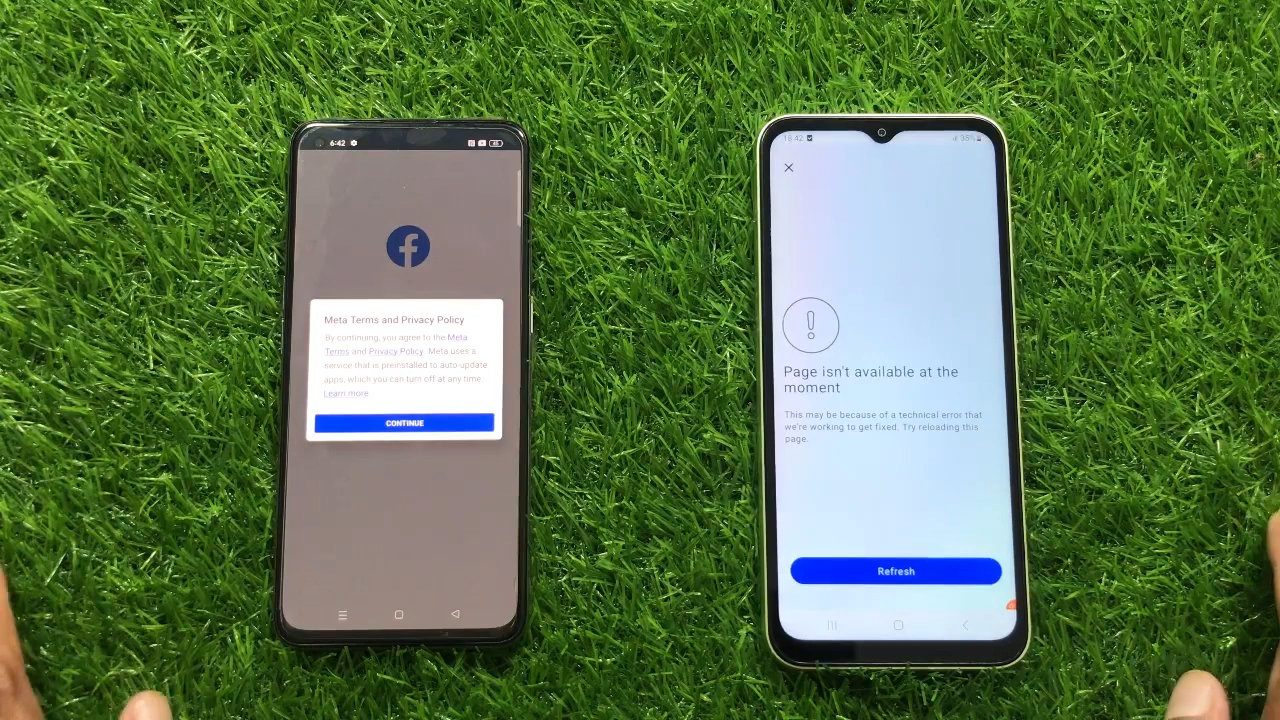 6:42
Meta Terms and Privacy Policy
By continuing, you agree to the Meta
Terms and Privacy Policy. Meta uses a
service that is preinstalled to auto-update
apps, which you can turn off at any time.
Learn more
CONTINUE
18:42
35%
Page isn't available at the
moment
This may be because of a technical error that
we're working to get fixed. Try reloading this
page.
Refresh